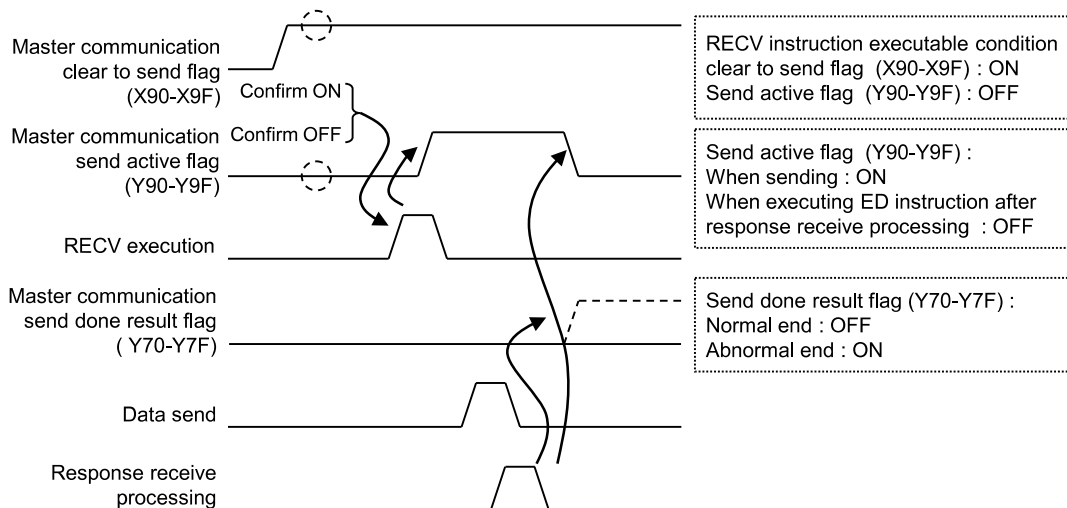 Master communication
clear to send flag
(X90-X9F)
Confirm ON
Confirm OFF
Master communication
send active flag
(Y90-Y9F)
RECV execution
Master communication
send done result flag
( Y70-Y7F)
Data send
Response receive
processing
RECV instruction executable condition
clear to send flag (X90-X9F) : ON
Send active flag (Y90-Y9F) : OFF
Send active flag (Y90-Y9F) :
When sending : ON
When executing ED instruction after
response receive processing : OFF
Send done result flag (Y70-Y7F) :
Normal end : OFF
Abnormal end : ON